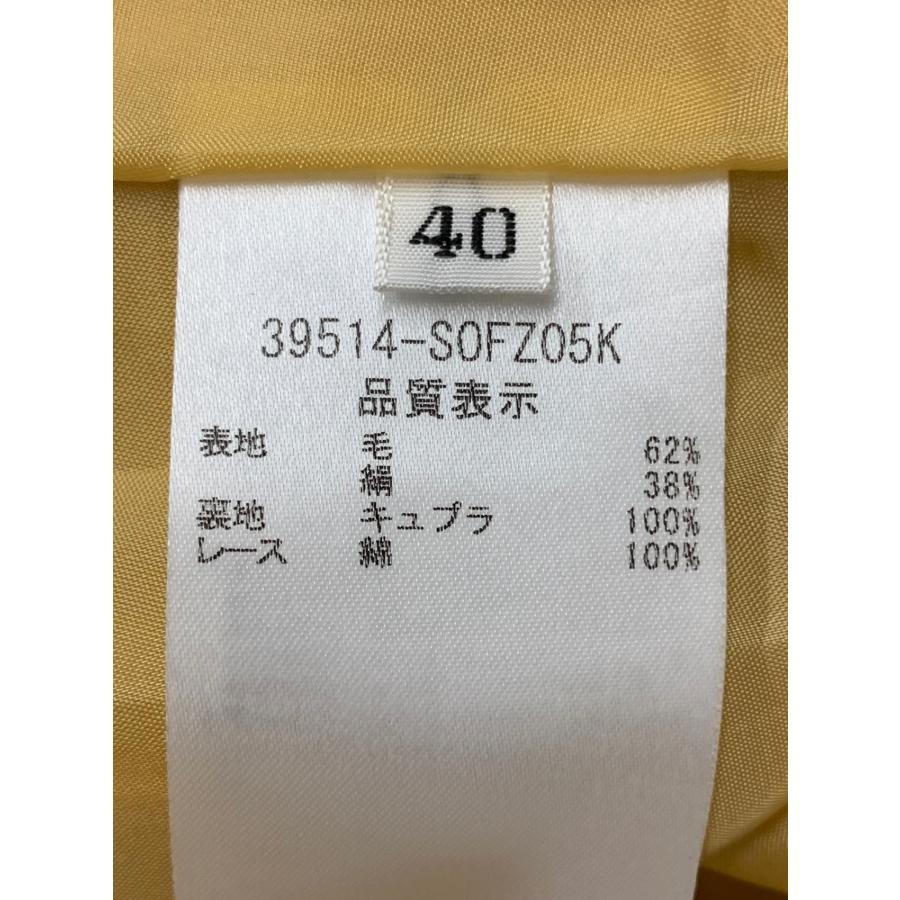 40
39514-S0FZ05K
品質表示
表地 毛 62%
絹 38%
裏地 キュプラ 100%
レース 綿 100%